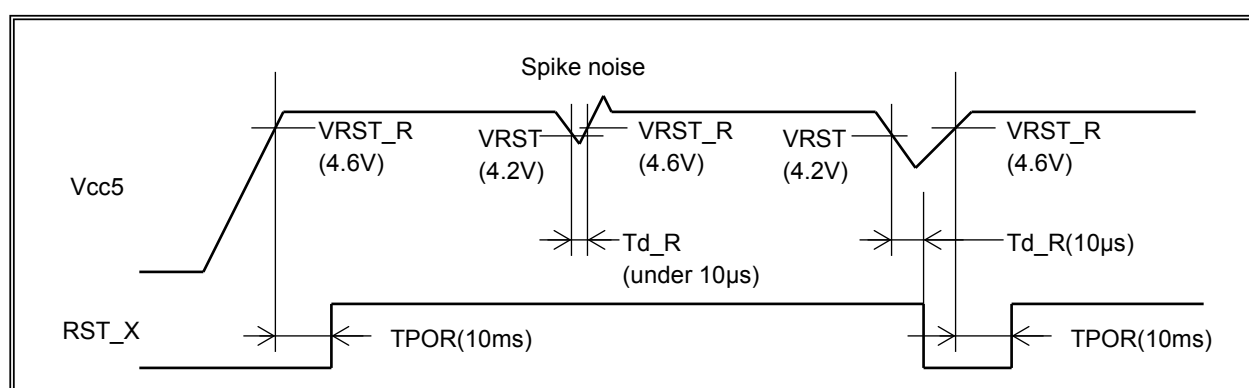 Spike noise
VRST_R
(4.6V)
VRST
(4.2V)
VRST_R
(4.6V)
VRST
(4.2V)
VRST_R
(4.6V)
Vcc5
Td_R
(under 10µs)
Td_R(10µs)
RST_X
TPOR(10ms)
TPOR(10ms)